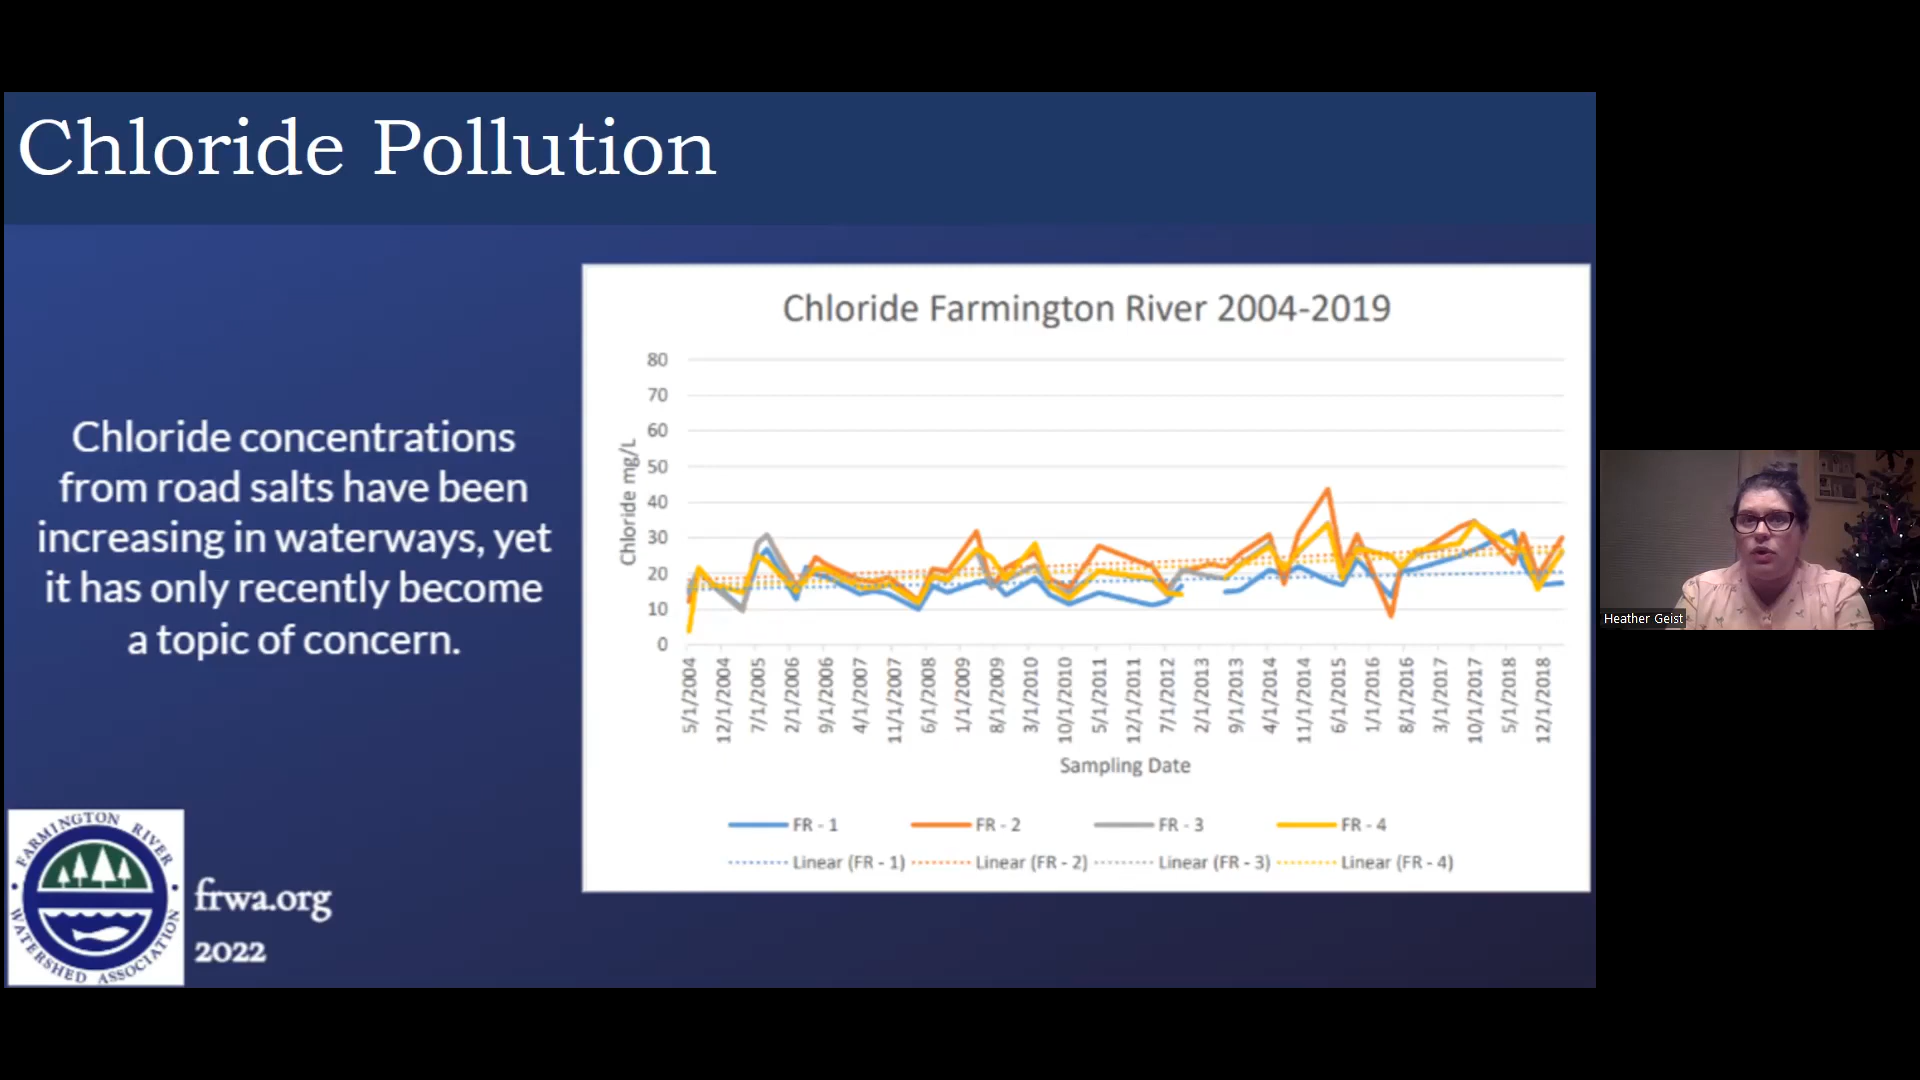 Chloride Pollution
Chloride concentrations
from road salts have been
increasing in waterways, yet
it has only recently become
a topic of concern.
Chloride Farmington River 2004-2019
Chloride mg/L
80
70
60
50
40
30
20
10
0
5/1/2004
12/1/2004
7/1/2005
2/1/2006
9/1/2006
4/1/2007
11/1/2007
6/1/2008
1/1/2009
8/1/2009
3/1/2010
10/1/2010
5/1/2011
12/1/2011
7/1/2012
2/1/2013
9/1/2013
4/1/2014
11/1/2014
6/1/2015
1/1/2016
8/1/2016
3/1/2017
10/1/2017
5/1/2018
12/1/2018
Sampling Date
FR - 1 FR - 2 FR - 3 FR - 4
Linear (FR - 1) Linear (FR - 2) Linear (FR - 3) Linear (FR - 4)
FARMINGTON RIVER
WATERSHED ASSOCIATION
frwa.org
2022
Heather Geist